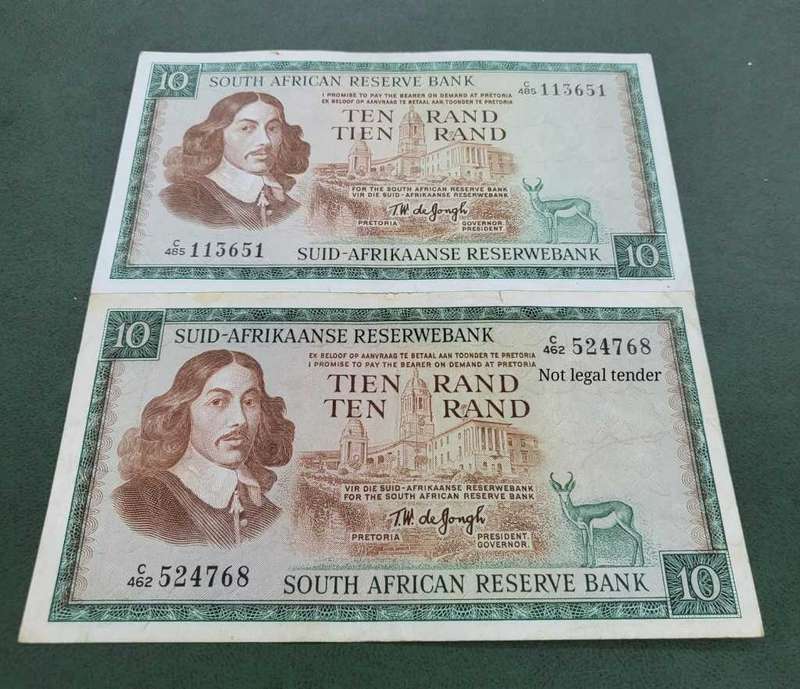 10 SOUTH AFRICAN RESERVE BANK C/485 113651
I PROMISE TO PAY THE BEARER ON DEMAND AT PRETORIA
EK BELOOF OP AANVRAAG TE BETAAL AAN TOONDER TE PRETORIA
TEN RAND
TIEN RAND
FOR THE SOUTH AFRICAN RESERVE BANK
VIR DIE SUID-AFRIKAANSE RESERWEBANK
T.W. de Jongh
PRETORIA GOVERNOR.
PRESIDENT.
C/485 113651
SUID-AFRIKAANSE RESERWEBANK 10
10 SUID-AFRIKAANSE RESERWEBANK C/462 524768
EK BELOOF OP AANVRAAG TE BETAAL AAN TOONDER TE PRETORIA
I PROMISE TO PAY THE BEARER ON DEMAND AT PRETORIA
Not legal tender
TIEN RAND
TEN RAND
VIR DIE SUID-AFRIKAANSE RESERWEBANK
FOR THE SOUTH AFRICAN RESERVE BANK
T.W. de Jongh
PRETORIA PRESIDENT.
GOVERNOR.
C/462 524768
SOUTH AFRICAN RESERVE BANK 10